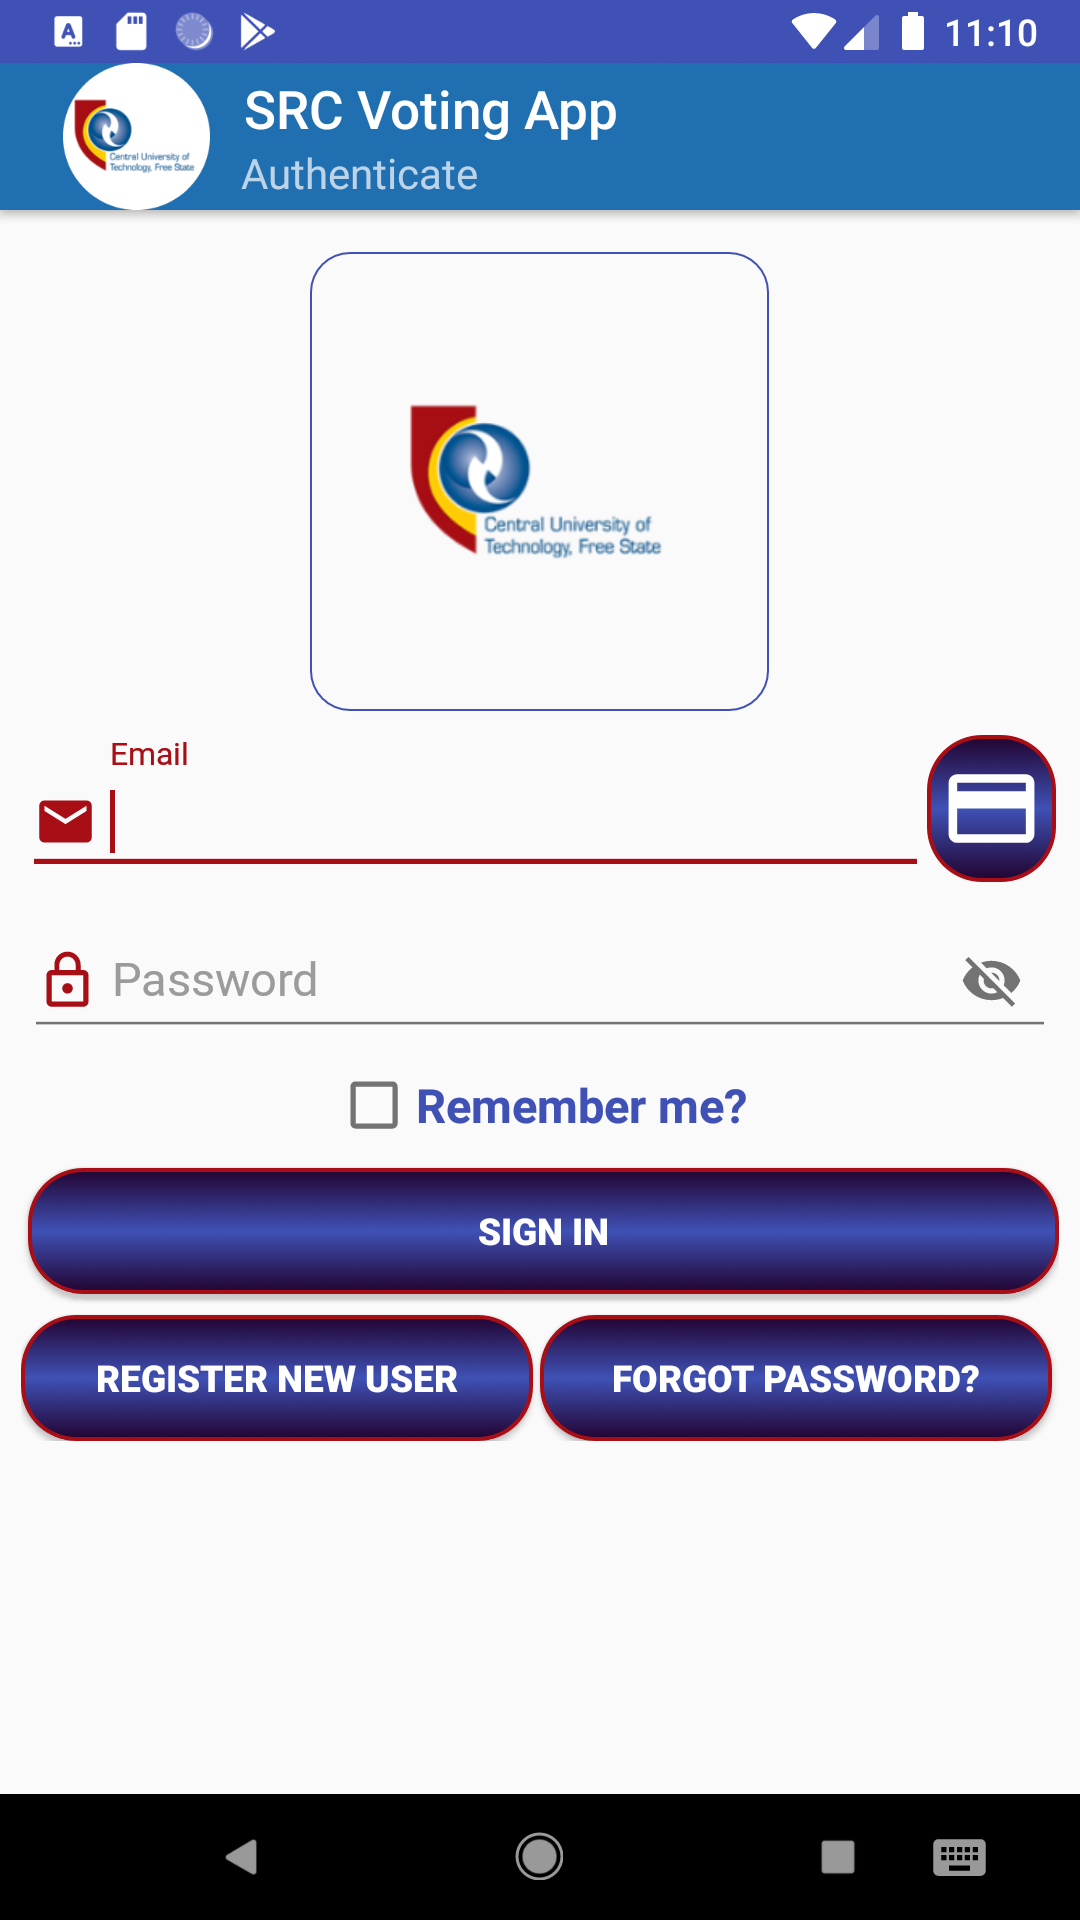 11:10
SRC Voting App
Authenticate
Central University of
Technology, Free State
Central University of
Technology, Free State
Email
Password
Remember me?
SIGN IN
REGISTER NEW USER
FORGOT PASSWORD?